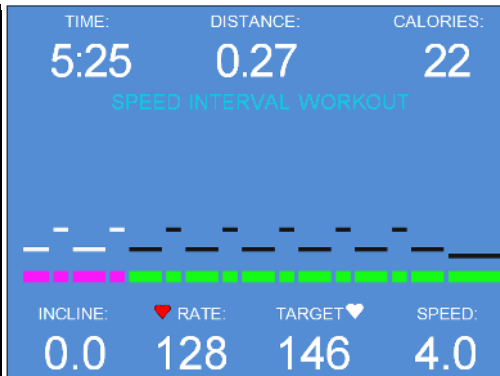 TIME: DISTANCE: CALORIES:
5:25 0.27 22
SPEED INTERVAL WORKOUT
INCLINE: RATE: TARGET SPEED:
0.0 128 146 4.0